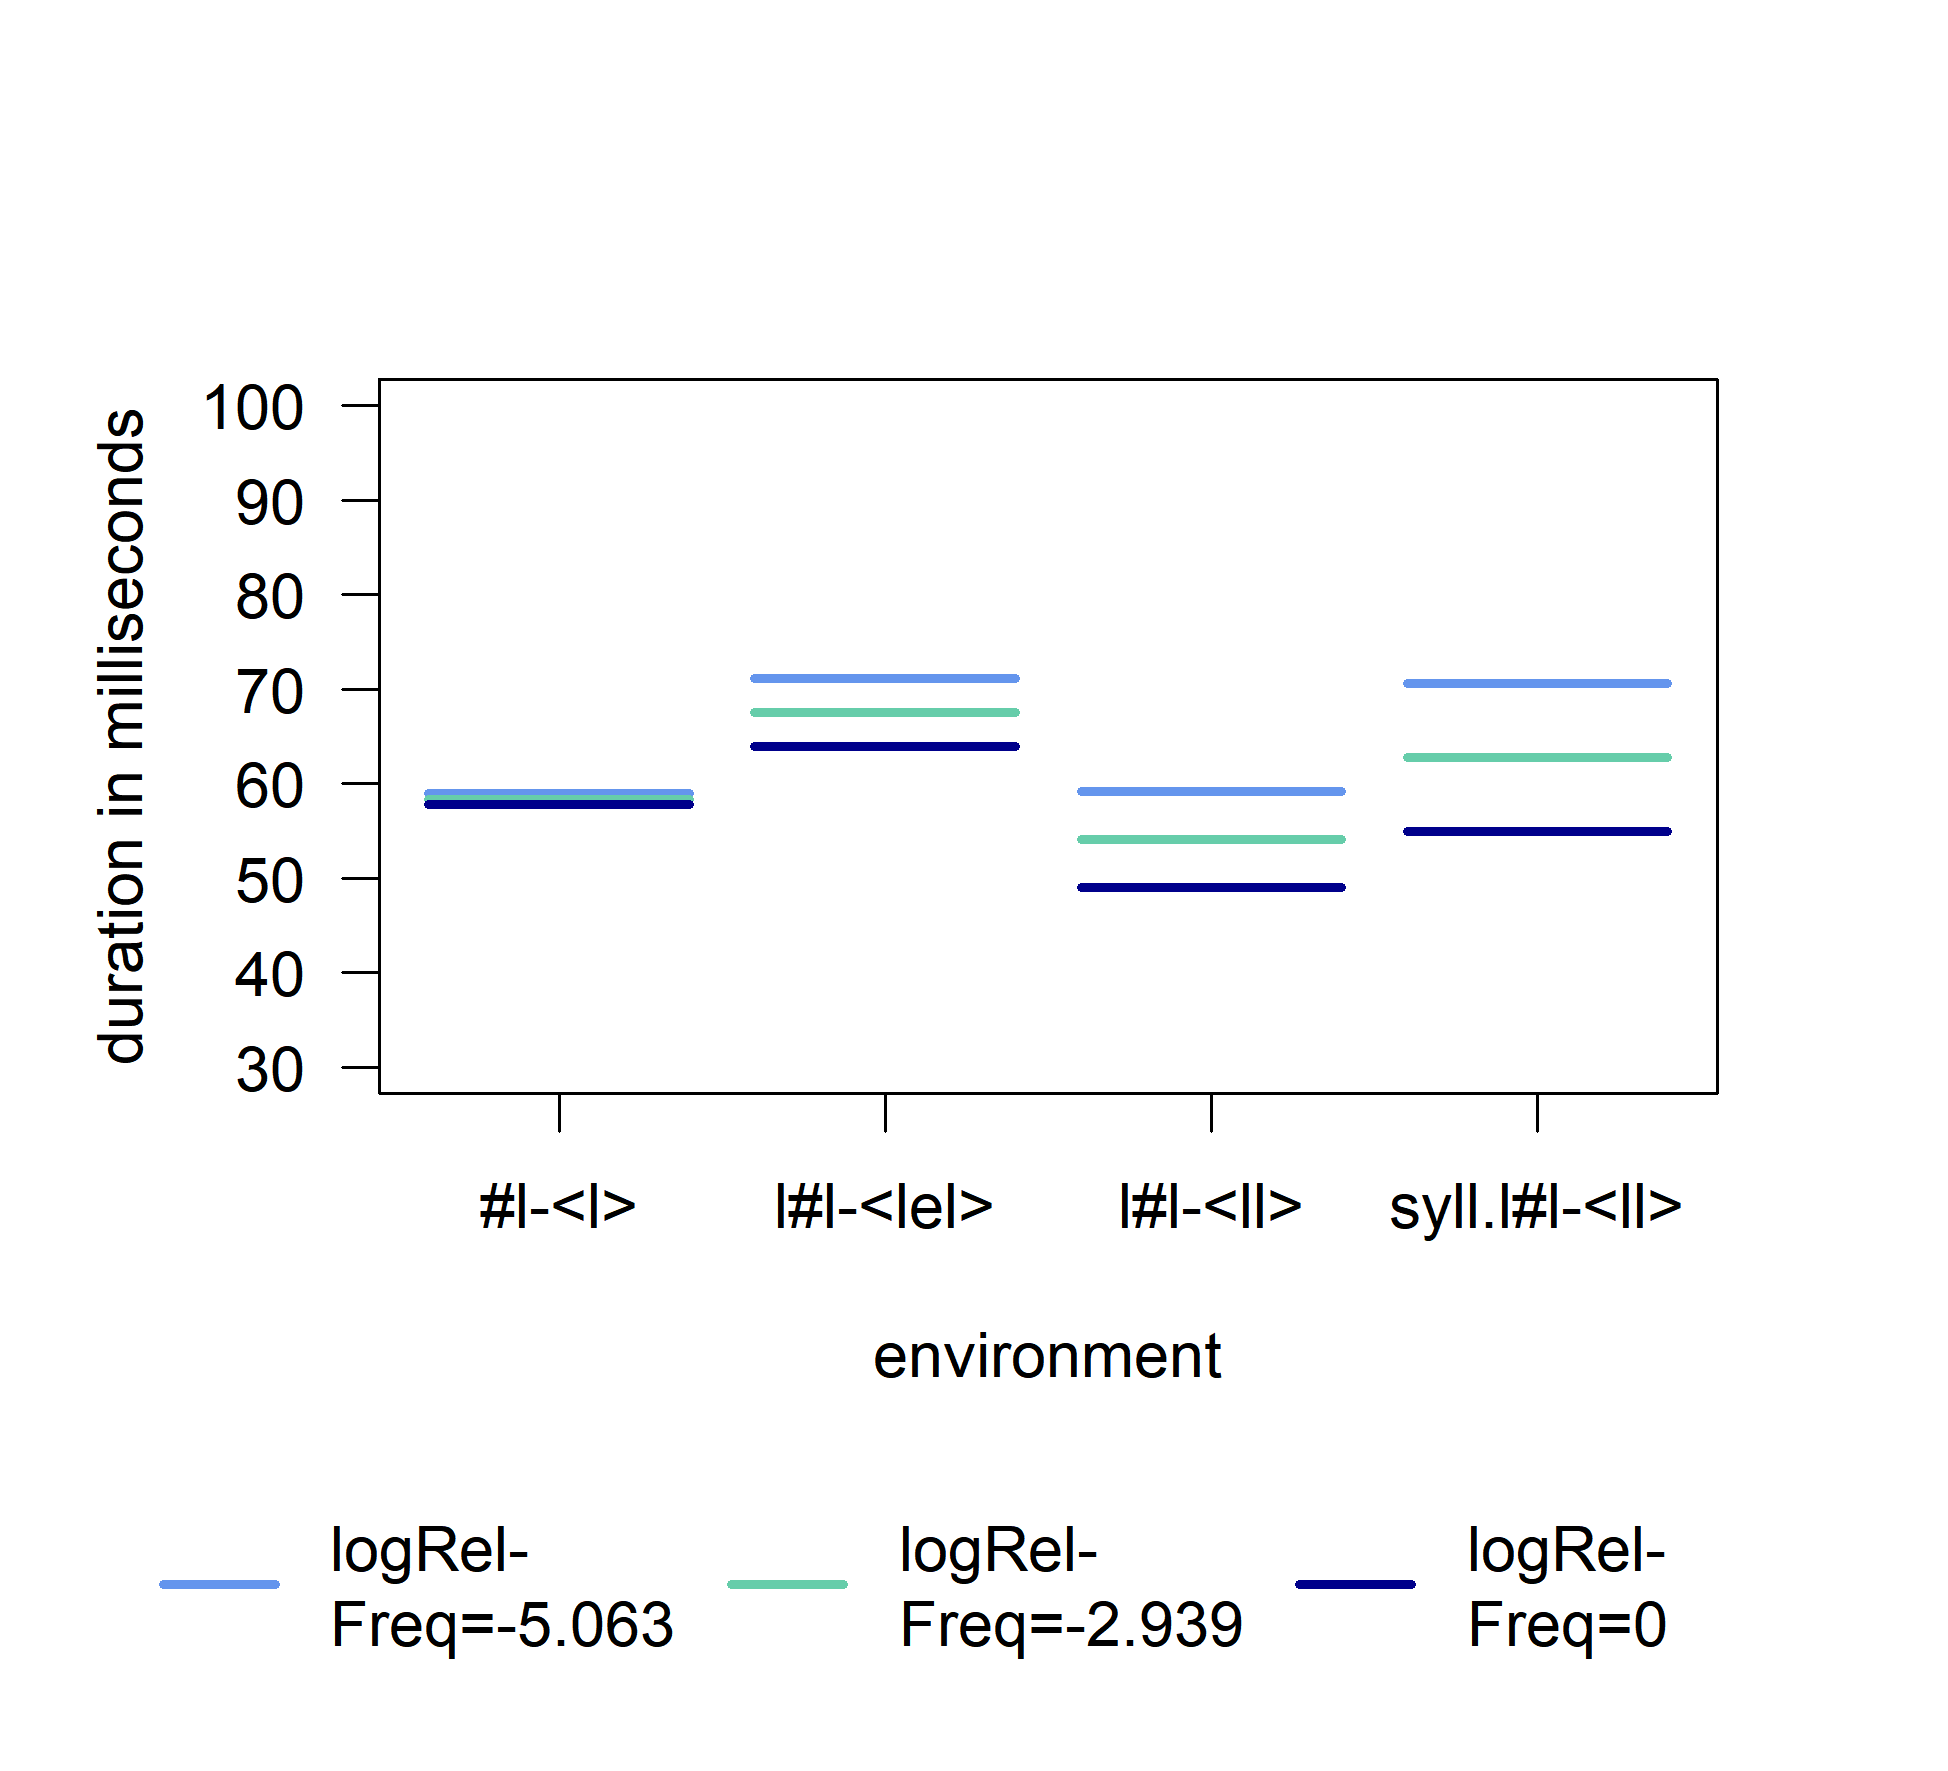 duration in milliseconds
100
90
80
70
60
50
40
30
#l-<l>
l#l-<lel>
l#l-<ll>
syll.l#l-<ll>
environment
logRel-
Freq=-5.063
logRel-
Freq=-2.939
logRel-
Freq=0